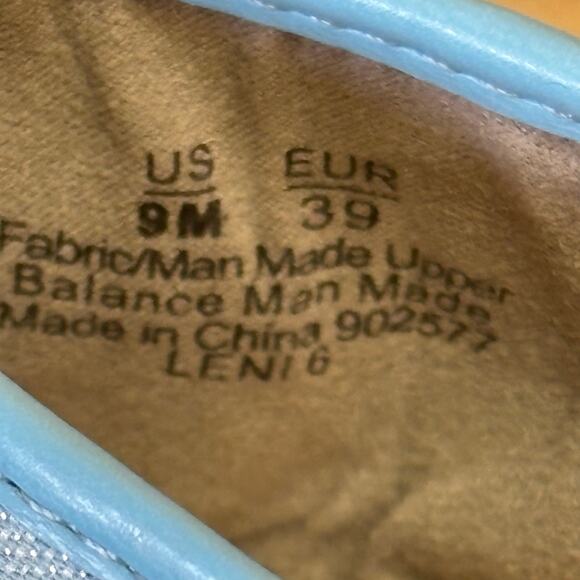 US EUR
9M 39
Fabric/Man Made Upper
Balance Man Made
Made in China 902577
LENI 6